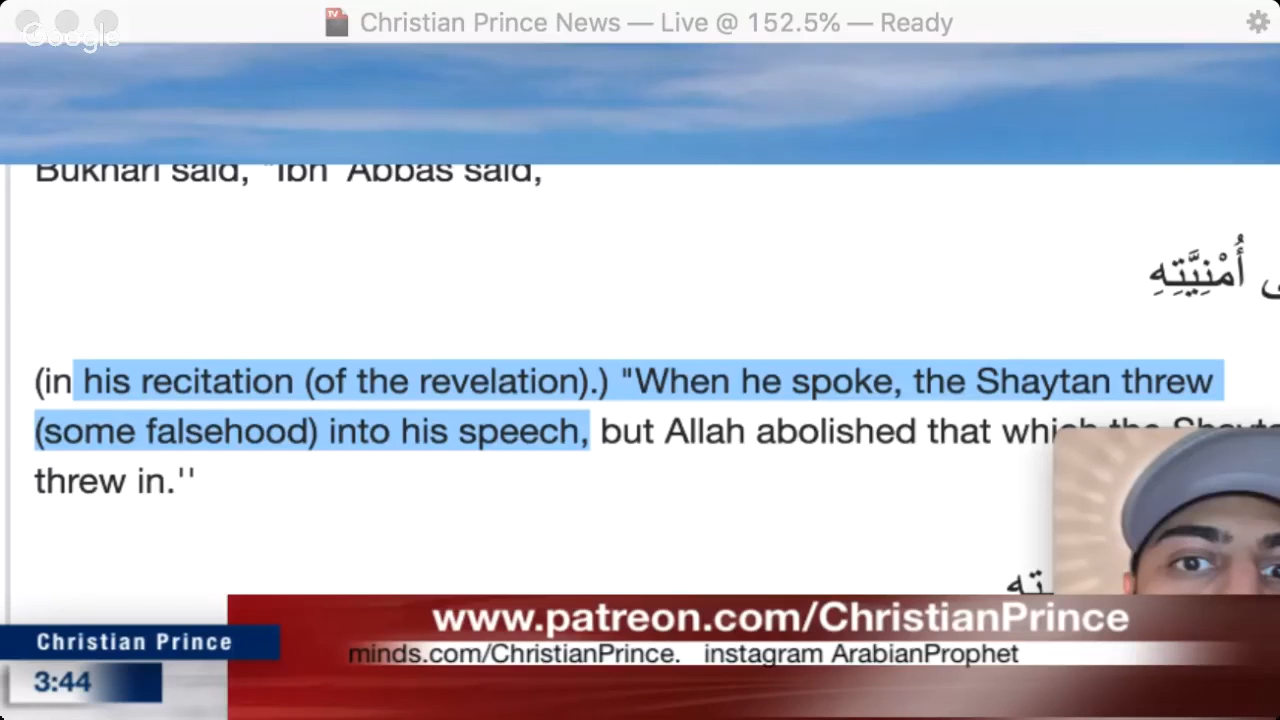 Google
Christian Prince News — Live @ 152.5% — Ready
Bukhari said, "Ibn 'Abbas said,
أُمْنِيَّتِهِ
(in his recitation (of the revelation).) "When he spoke, the Shaytan threw
(some falsehood) into his speech, but Allah abolished that which the
threw in.''
www.patreon.com/ChristianPrince
Christian Prince
minds.com/ChristianPrince. instagram ArabianProphet
3:44